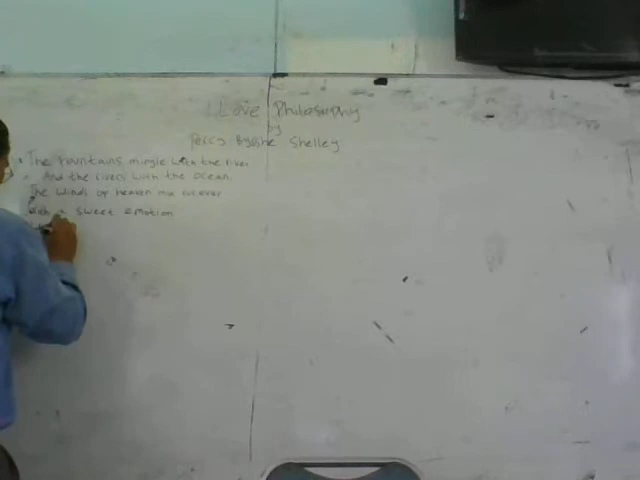 I Love Philosophy
by
Percy Bysshe Shelley
The fountains mingle with the river
And the rivers with the ocean.
The winds of heaven mix forever
With a sweet emotion